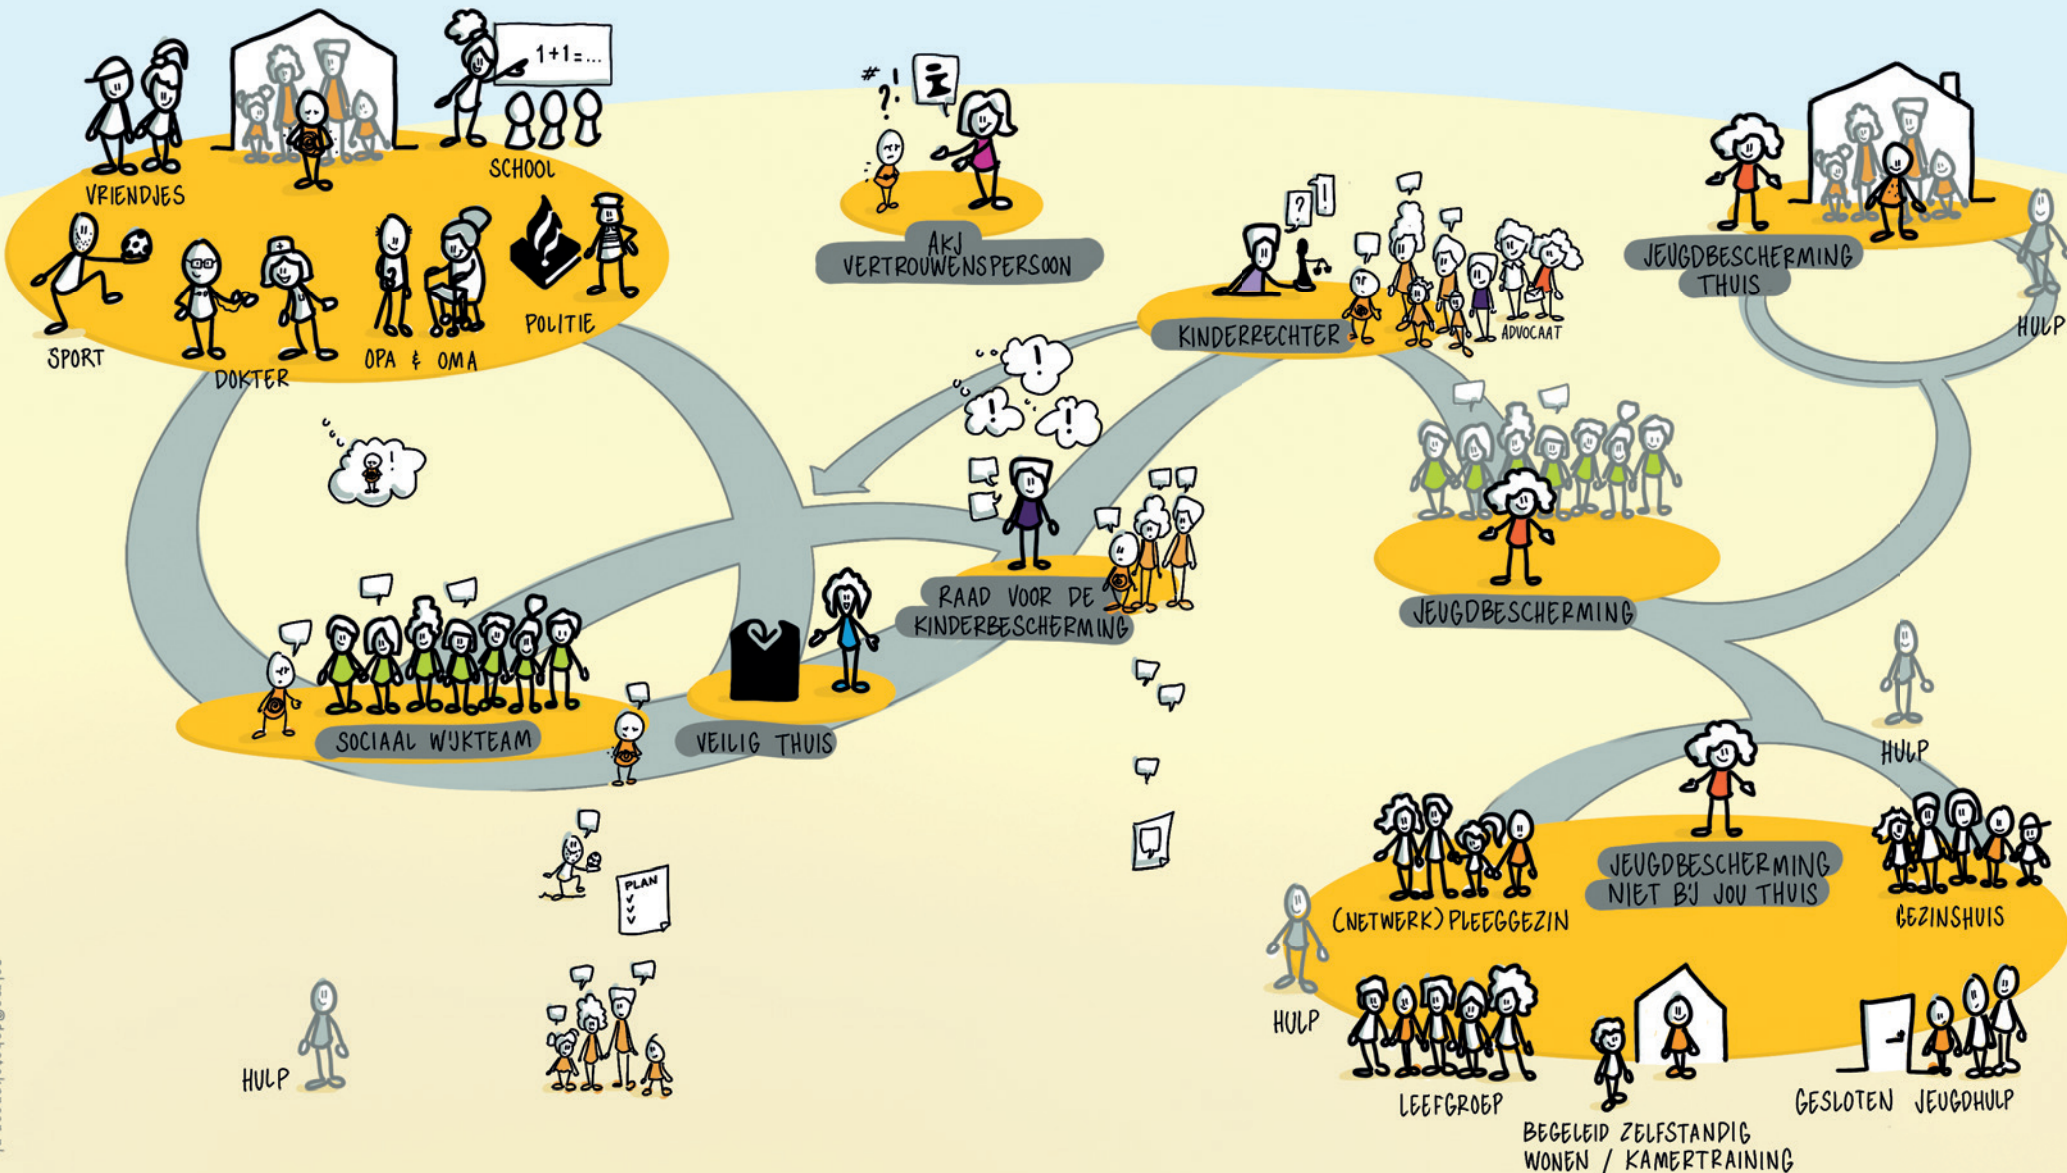 1+1=...
VRIENDJES
SCHOOL
SPORT
DOKTER
OPA & OMA
POLITIE
#!
?!
i
AKJ
VERTROUWENSPERSOON
? !
KINDERRECHTER
ADVOCAAT
JEUGDBESCHERMING
THUIS
HULP
!
!
! !
SOCIAAL WIJKTEAM
VEILIG THUIS
RAAD VOOR DE
KINDERBESCHERMING
JEUGDBESCHERMING
HULP
PLAN
HULP
JEUGDBESCHERMING
NIET BIJ JOU THUIS
(NETWERK) PLEEGGEZIN
GEZINSHUIS
HULP
LEEFGROEP
BEGELEID ZELFSTANDIG
WONEN / KAMERTRAINING
GESLOTEN JEUGDHULP